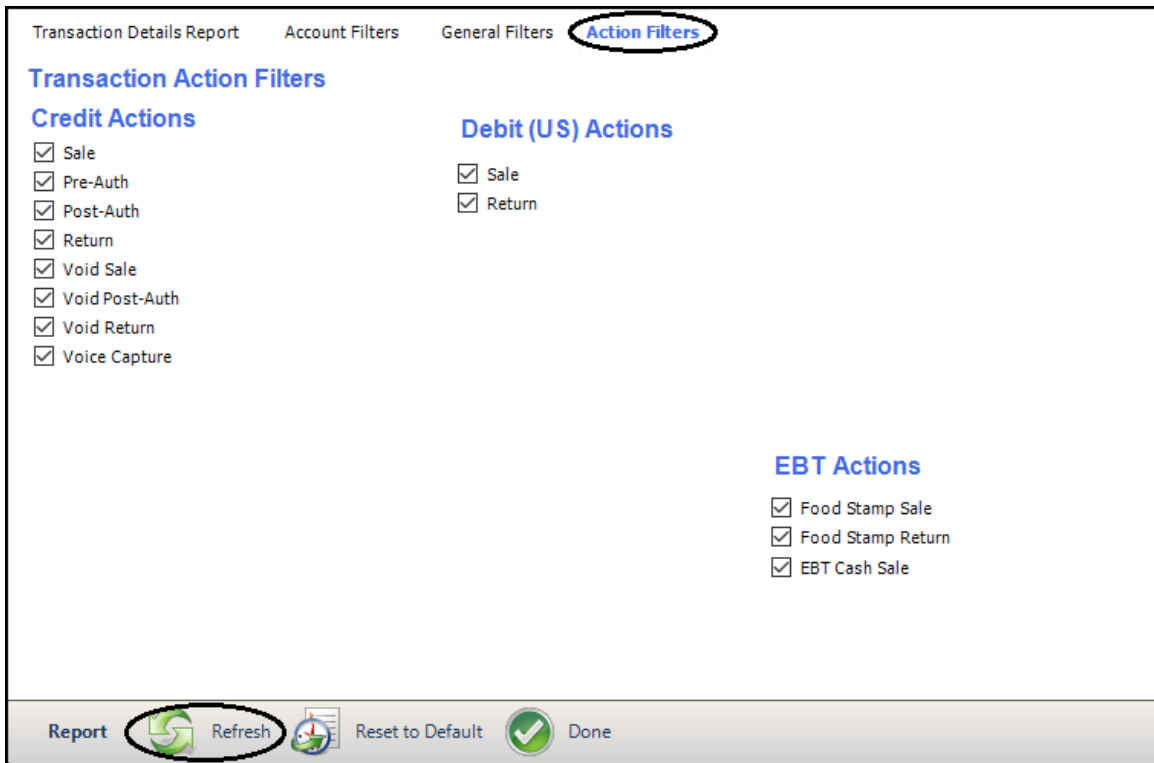 Transaction Details Report Account Filters General Filters Action Filters
Transaction Action Filters
Credit Actions
Sale
Pre-Auth
Post-Auth
Return
Void Sale
Void Post-Auth
Void Return
Voice Capture
Debit (US) Actions
Sale
Return
EBT Actions
Food Stamp Sale
Food Stamp Return
EBT Cash Sale
Report Refresh Reset to Default Done